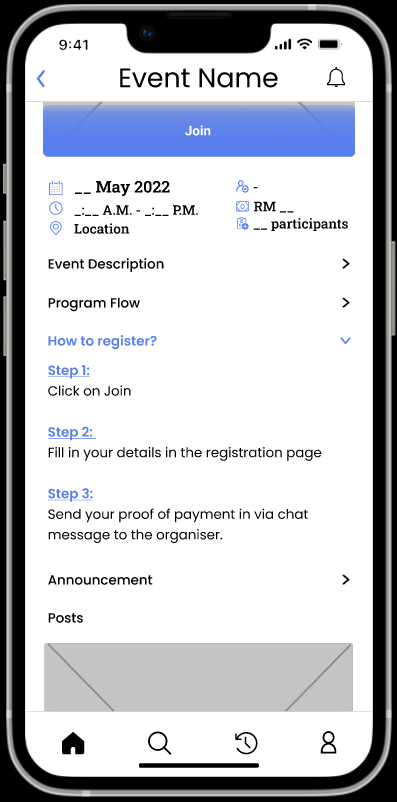 9:41
Event Name
Join
__ May 2022
-
_:__ A.M. - _:__ P.M.
RM __
Location
__ participants
Event Description
Program Flow
How to register?
Step 1:
Click on Join
Step 2:
Fill in your details in the registration page
Step 3:
Send your proof of payment in via chat
message to the organiser.
Announcement
Posts